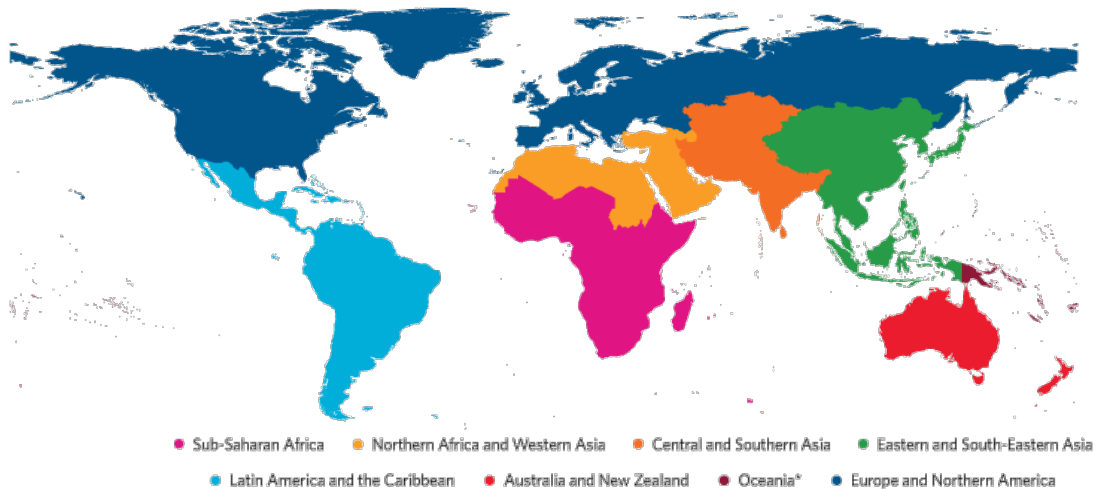 Sub-Saharan Africa Northern Africa and Western Asia Central and Southern Asia Eastern and South-Eastern Asia
Latin America and the Caribbean Australia and New Zealand Oceania* Europe and Northern America